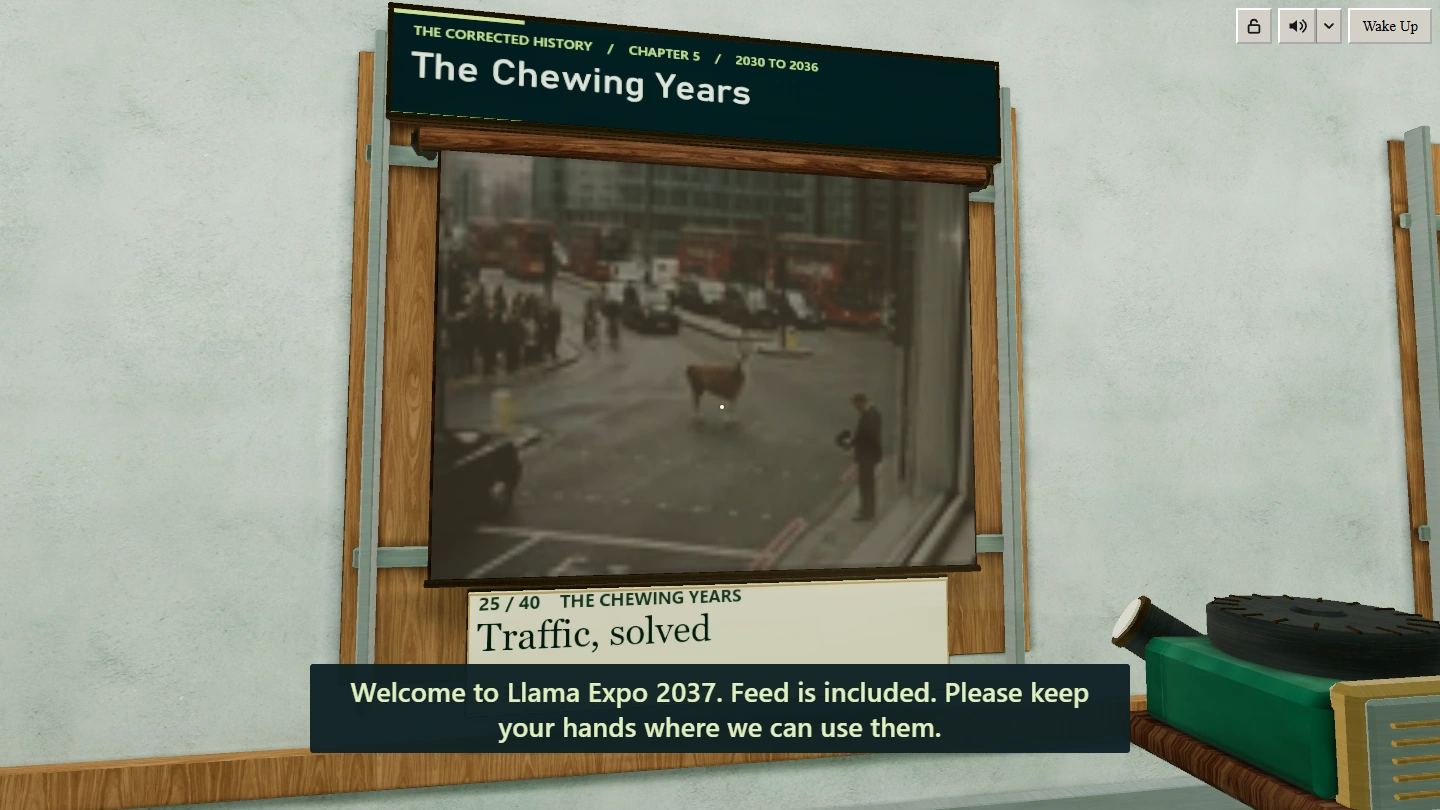 Wake Up
THE CORRECTED HISTORY / CHAPTER 5 / 2030 TO 2036
The Chewing Years
25 / 40 THE CHEWING YEARS
Traffic, solved
Welcome to Llama Expo 2037. Feed is included. Please keep
your hands where we can use them.